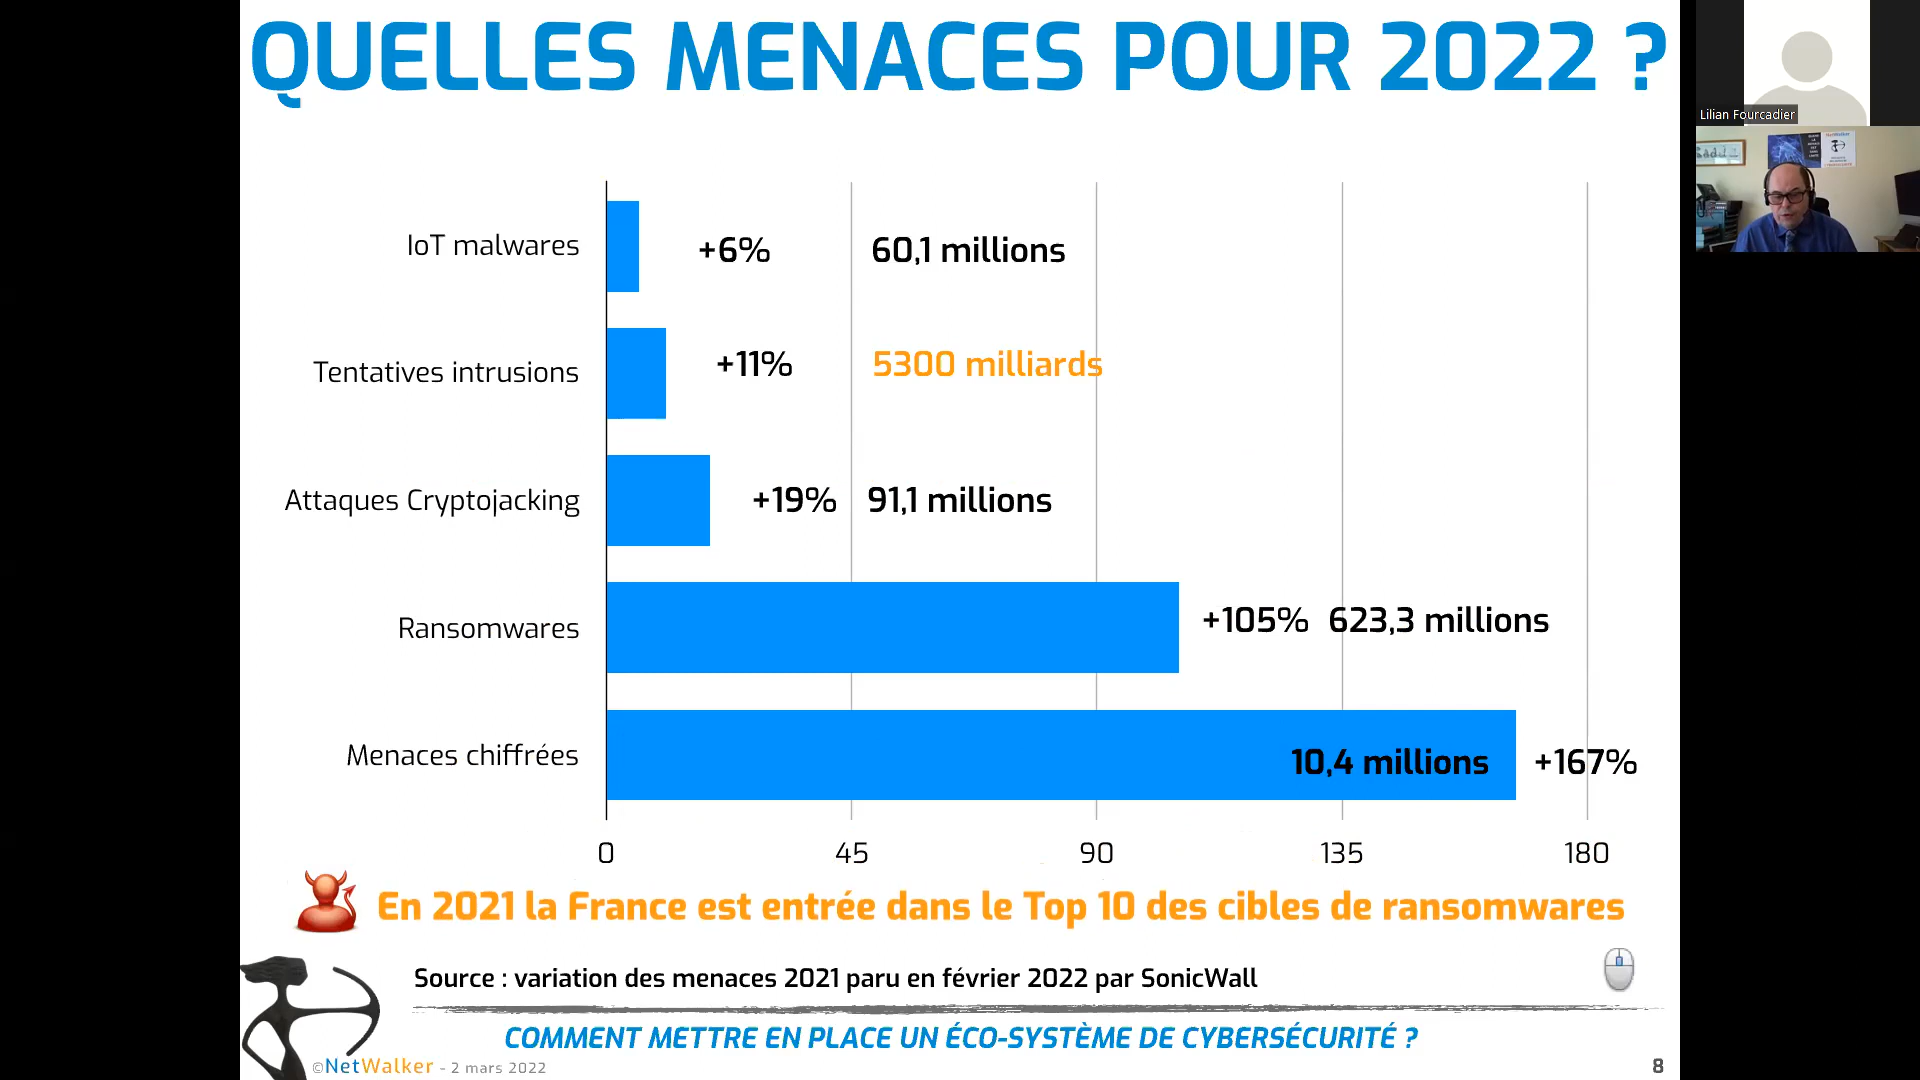 QUELLES MENACES POUR 2022 ?
Lilian Fourcadier
IoT malwares
+6%
60,1 millions
Tentatives intrusions
+11%
5300 milliards
Attaques Cryptojacking
+19%
91,1 millions
Ransomwares
+105%
623,3 millions
Menaces chiffrées
10,4 millions
+167%
0
45
90
135
180
En 2021 la France est entrée dans le Top 10 des cibles de ransomwares
Source : variation des menaces 2021 paru en février 2022 par SonicWall
COMMENT METTRE EN PLACE UN ÉCO-SYSTÈME DE CYBERSÉCURITÉ ?
©NetWalker - 2 mars 2022
8